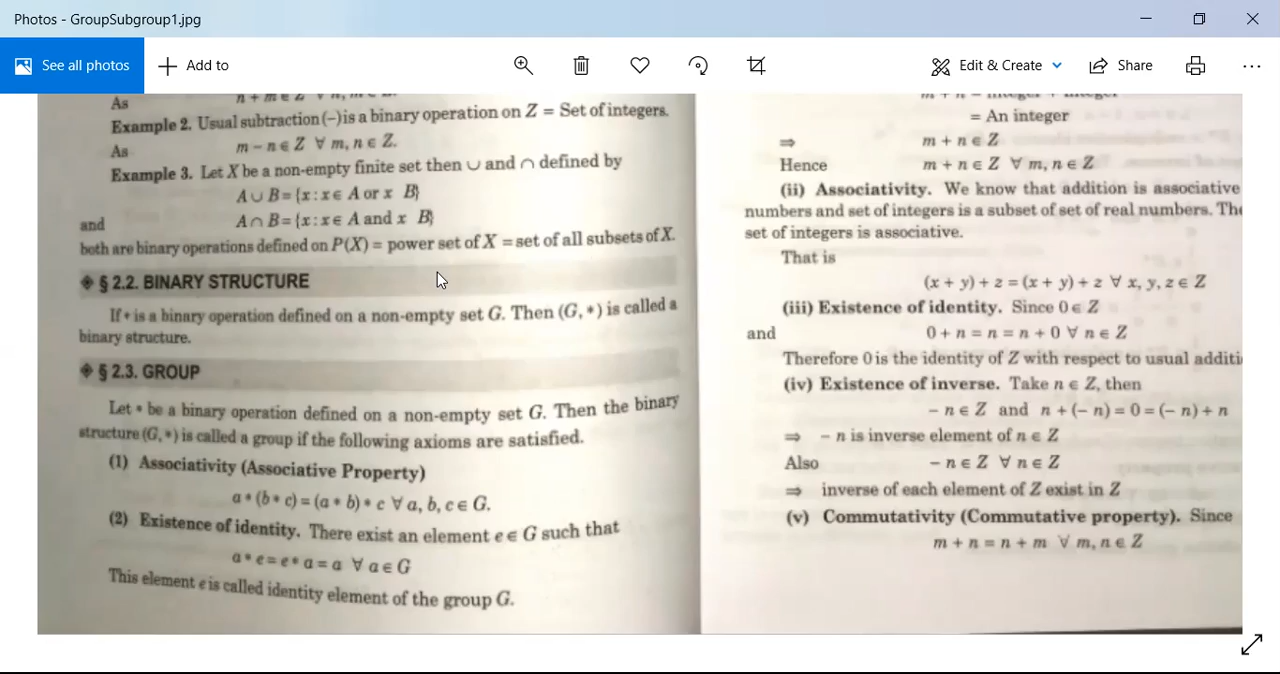 Photos - GroupSubgroup1.jpg
See all photos
Add to
Edit & Create
Share
As
n + m ∈ Z ∀ n, m ∈ Z.
Example 2. Usual subtraction (–) is a binary operation on Z = Set of integers.
As m – n ∈ Z ∀ m, n ∈ Z.
Example 3. Let X be a non-empty finite set then ∪ and ∩ defined by
A ∪ B = {x : x ∈ A or x B}
and A ∩ B = {x : x ∈ A and x B}
both are binary operations defined on P(X) = power set of X = set of all subsets of X.
§ 2.2. BINARY STRUCTURE
If * is a binary operation defined on a non-empty set G. Then (G, *) is called a
binary structure.
§ 2.3. GROUP
Let * be a binary operation defined on a non-empty set G. Then the binary
structure (G, *) is called a group if the following axioms are satisfied.
(1) Associativity (Associative Property)
a * (b * c) = (a * b) * c ∀ a, b, c ∈ G.
(2) Existence of identity. There exist an element e ∈ G such that
a * e = e * a = a ∀ a ∈ G
This element e is called identity element of the group G.
= An integer
⇒ m + n ∈ Z
Hence m + n ∈ Z ∀ m, n ∈ Z
(ii) Associativity. We know that addition is associative
numbers and set of integers is a subset of set of real numbers. The
set of integers is associative.
That is
(x + y) + z = (x + y) + z ∀ x, y, z ∈ Z
(iii) Existence of identity. Since 0 ∈ Z
and 0 + n = n = n + 0 ∀ n ∈ Z
Therefore 0 is the identity of Z with respect to usual additi
(iv) Existence of inverse. Take n ∈ Z, then
– n ∈ Z and n + (– n) = 0 = (– n) + n
⇒ – n is inverse element of n ∈ Z
Also – n ∈ Z ∀ n ∈ Z
⇒ inverse of each element of Z exist in Z
(v) Commutativity (Commutative property). Since
m + n = n + m ∀ m, n ∈ Z